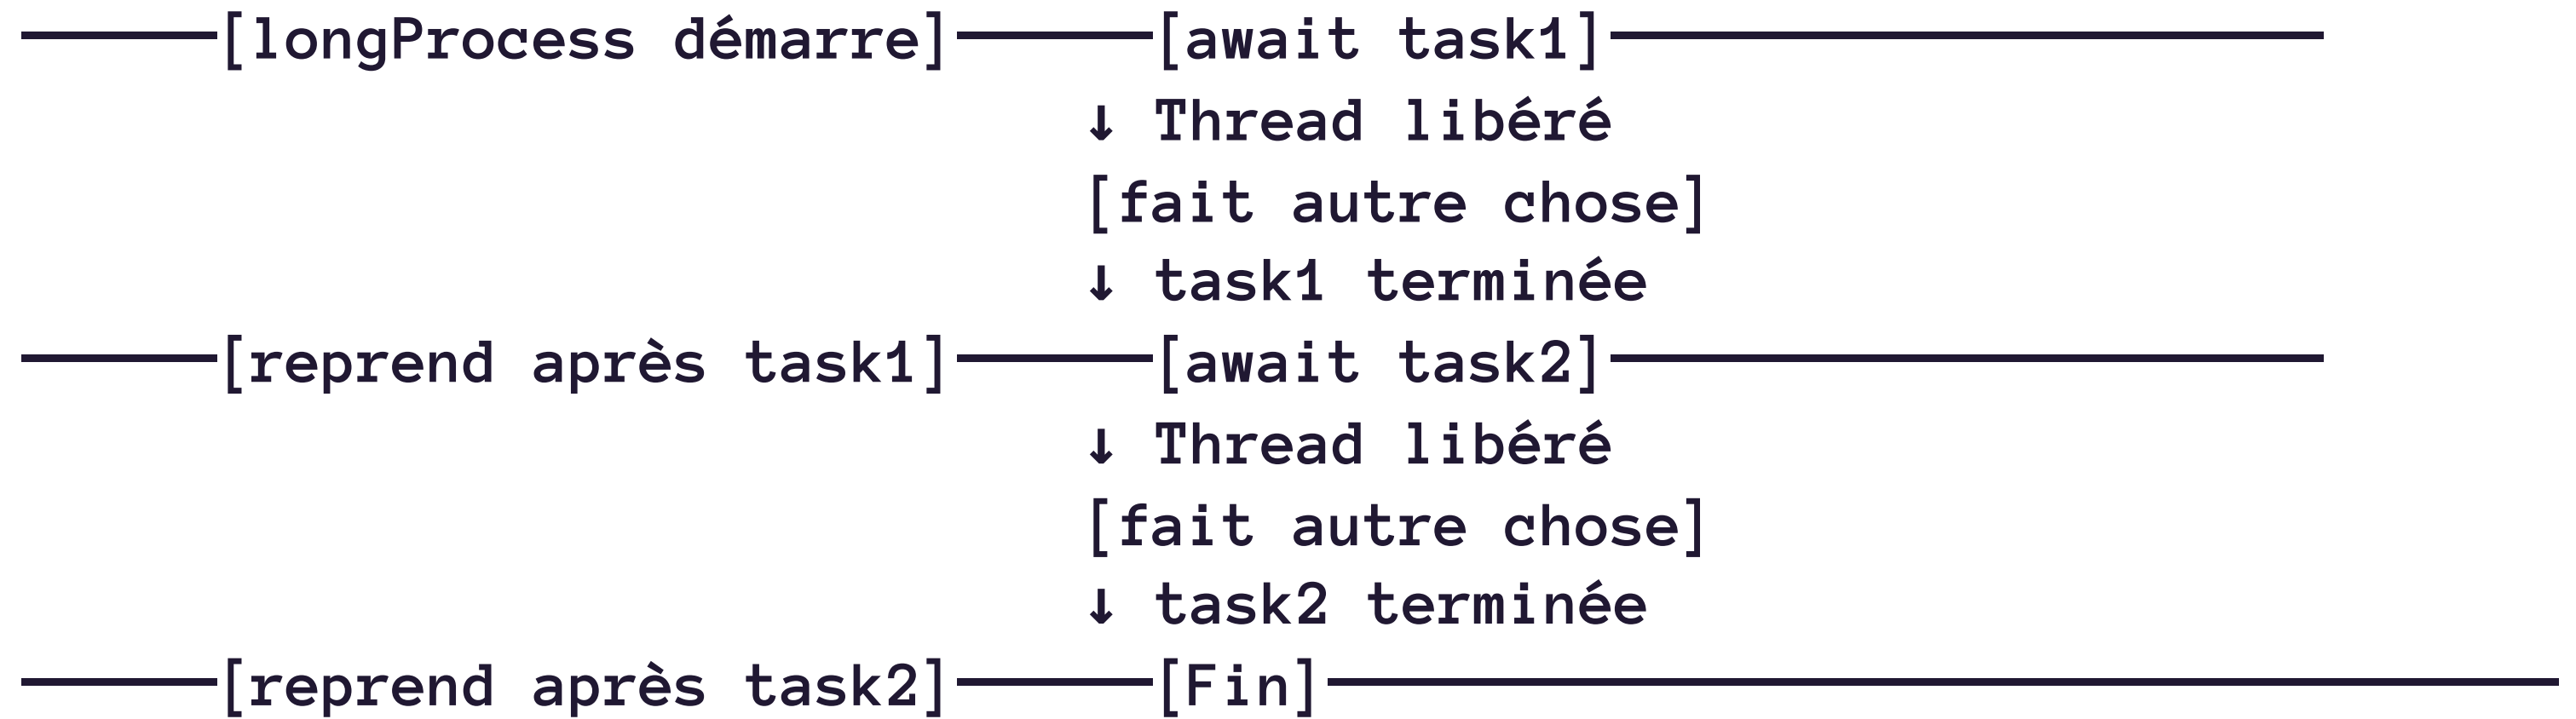 ——————[longProcess démarre]——————[await task1]——————————————————————
↓ Thread libéré
[fait autre chose]
↓ task1 terminée
——————[reprend après task1]——————[await task2]——————————————————————
↓ Thread libéré
[fait autre chose]
↓ task2 terminée
——————[reprend après task2]——————[Fin]——————————————————————————————————————